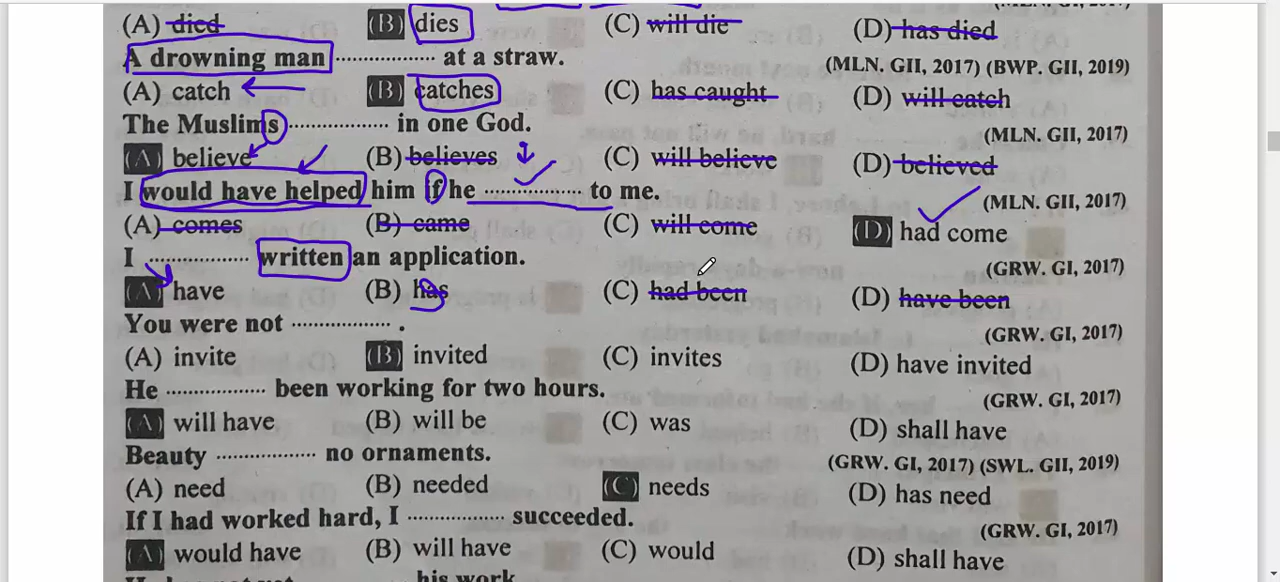 (A) died (B) dies (C) will die (D) has died
A drowning man ................. at a straw. (MLN. GII, 2017) (BWP. GII, 2019)
(A) catch (B) catches (C) has caught (D) will catch
The Muslims ................. in one God. (MLN. GII, 2017)
(A) believe (B) believes (C) will believe (D) believed
I would have helped him if he ................. to me. (MLN. GII, 2017)
(A) comes (B) came (C) will come (D) had come
I ................. written an application. (GRW. GI, 2017)
(A) have (B) has (C) had been (D) have been
You were not ................. . (GRW. GI, 2017)
(A) invite (B) invited (C) invites (D) have invited
He ................. been working for two hours. (GRW. GI, 2017)
(A) will have (B) will be (C) was (D) shall have
Beauty ................. no ornaments. (GRW. GI, 2017) (SWL. GII, 2019)
(A) need (B) needed (C) needs (D) has need
If I had worked hard, I ................. succeeded. (GRW. GI, 2017)
(A) would have (B) will have (C) would (D) shall have
his work